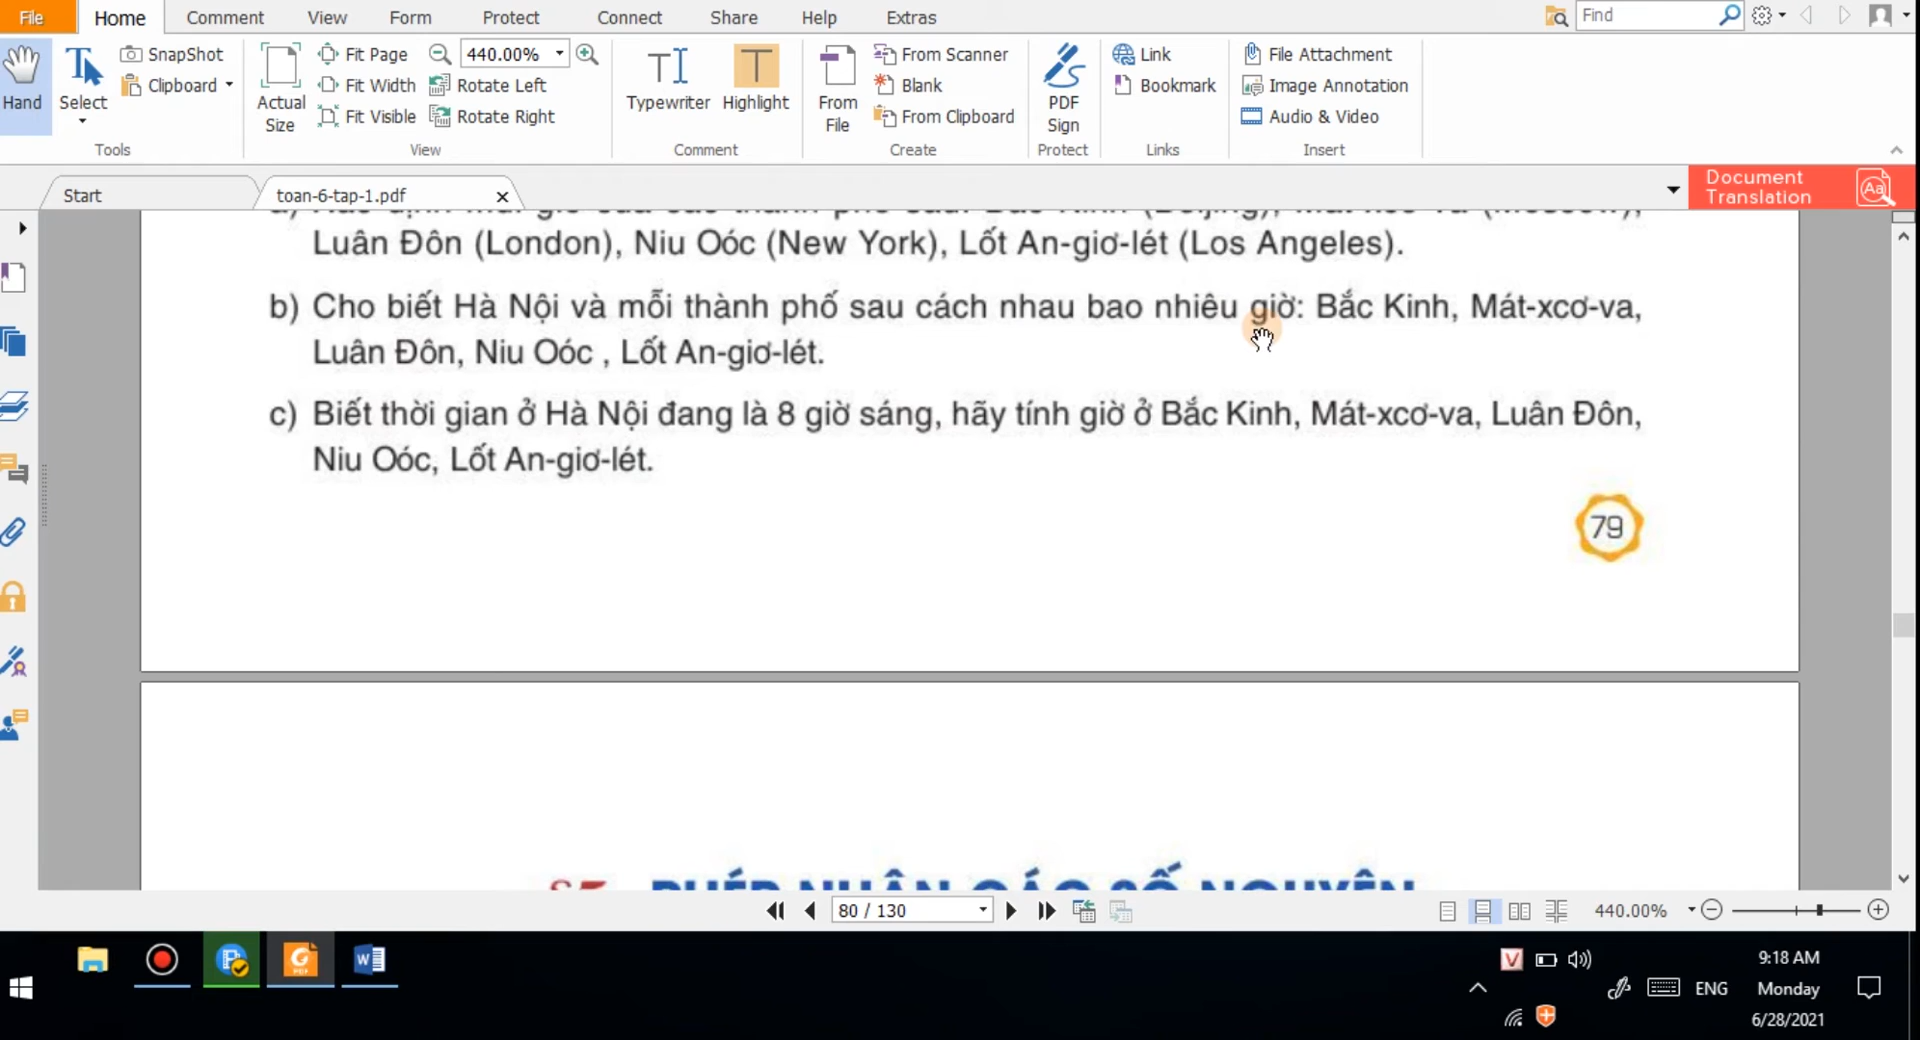 File Home Comment View Form Protect Connect Share Help Extras Find
Hand
Select
SnapShot
Clipboard
Tools
Actual Size
Fit Page
Fit Width
Fit Visible
440.00%
Rotate Left
Rotate Right
View
Typewriter
Highlight
Comment
From File
From Scanner
Blank
From Clipboard
Create
PDF Sign
Protect
Link
Bookmark
Links
File Attachment
Image Annotation
Audio & Video
Insert
Start
toan-6-tap-1.pdf
Document
Translation
Luân Đôn (London), Niu Oóc (New York), Lốt An-giơ-lét (Los Angeles).
b) Cho biết Hà Nội và mỗi thành phố sau cách nhau bao nhiêu giờ: Bắc Kinh, Mát-xcơ-va,
Luân Đôn, Niu Oóc , Lốt An-giơ-lét.
c) Biết thời gian ở Hà Nội đang là 8 giờ sáng, hãy tính giờ ở Bắc Kinh, Mát-xcơ-va, Luân Đôn,
Niu Oóc, Lốt An-giơ-lét.
79
PHÉP NHÂN CÁC SỐ NGUYÊN
80 / 130
440.00%
ENG
9:18 AM
Monday
6/28/2021